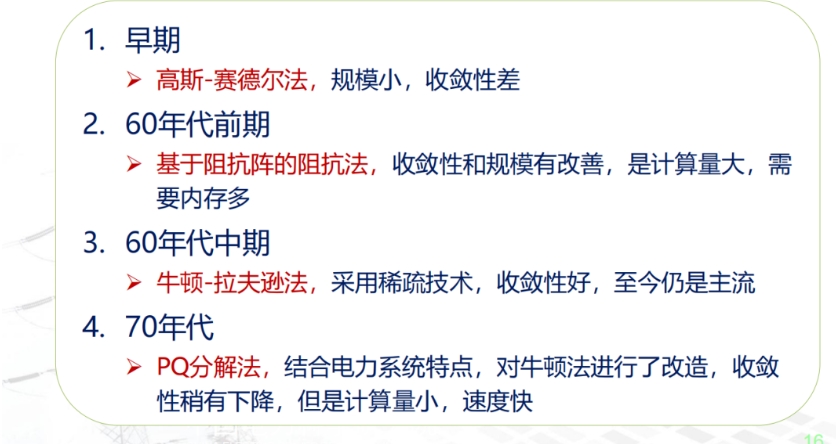 1. 早期
➢ 高斯-赛德尔法，规模小，收敛性差
2. 60年代前期
➢ 基于阻抗阵的阻抗法，收敛性和规模有改善，是计算量大，需
要内存多
3. 60年代中期
➢ 牛顿-拉夫逊法，采用稀疏技术，收敛性好，至今仍是主流
4. 70年代
➢ PQ分解法，结合电力系统特点，对牛顿法进行了改造，收敛
性稍有下降，但是计算量小，速度快
16